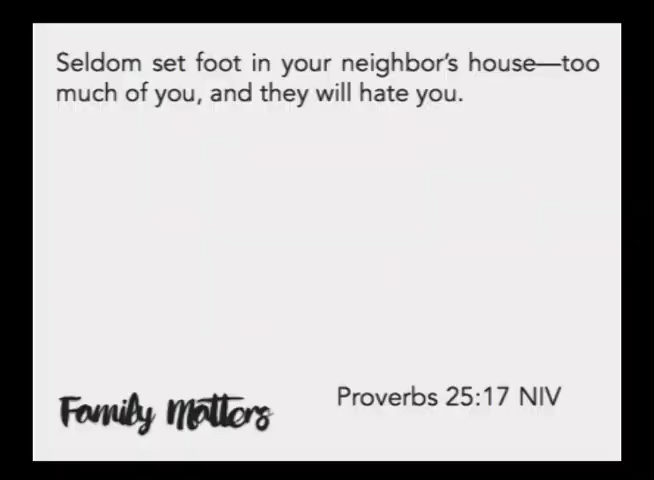 Seldom set foot in your neighbor's house—too
much of you, and they will hate you.
Family Matters
Proverbs 25:17 NIV